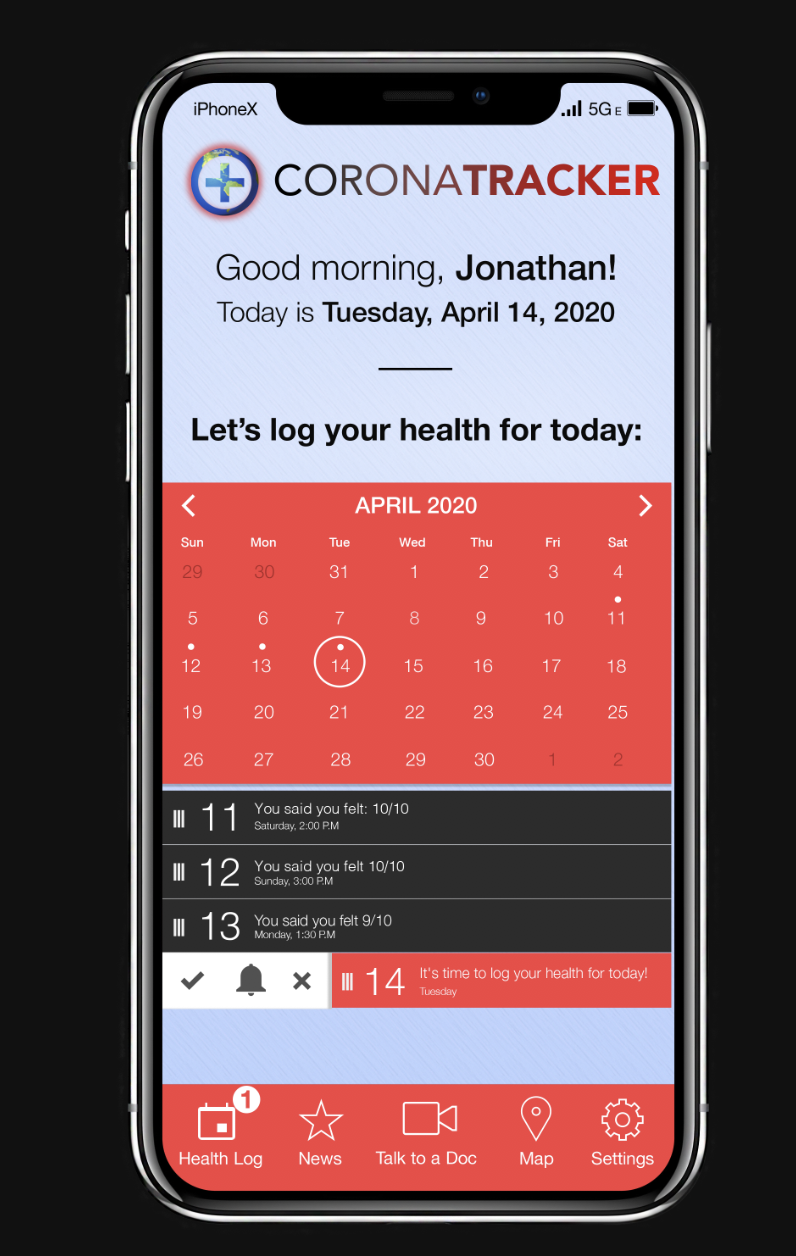 iPhoneX 5G E
CORONATRACKER
Good morning, Jonathan!
Today is Tuesday, April 14, 2020
Let's log your health for today:
APRIL 2020
Sun Mon Tue Wed Thu Fri Sat
29 30 31 1 2 3 4
5 6 7 8 9 10 11
12 13 14 15 16 17 18
19 20 21 22 23 24 25
26 27 28 29 30 1 2
11 You said you felt: 10/10
Saturday, 2:00 P.M
12 You said you felt 10/10
Sunday, 3:00 P.M
13 You said you felt 9/10
Monday, 1:30 P.M
14 It's time to log your health for today!
Tuesday
1
Health Log News Talk to a Doc Map Settings